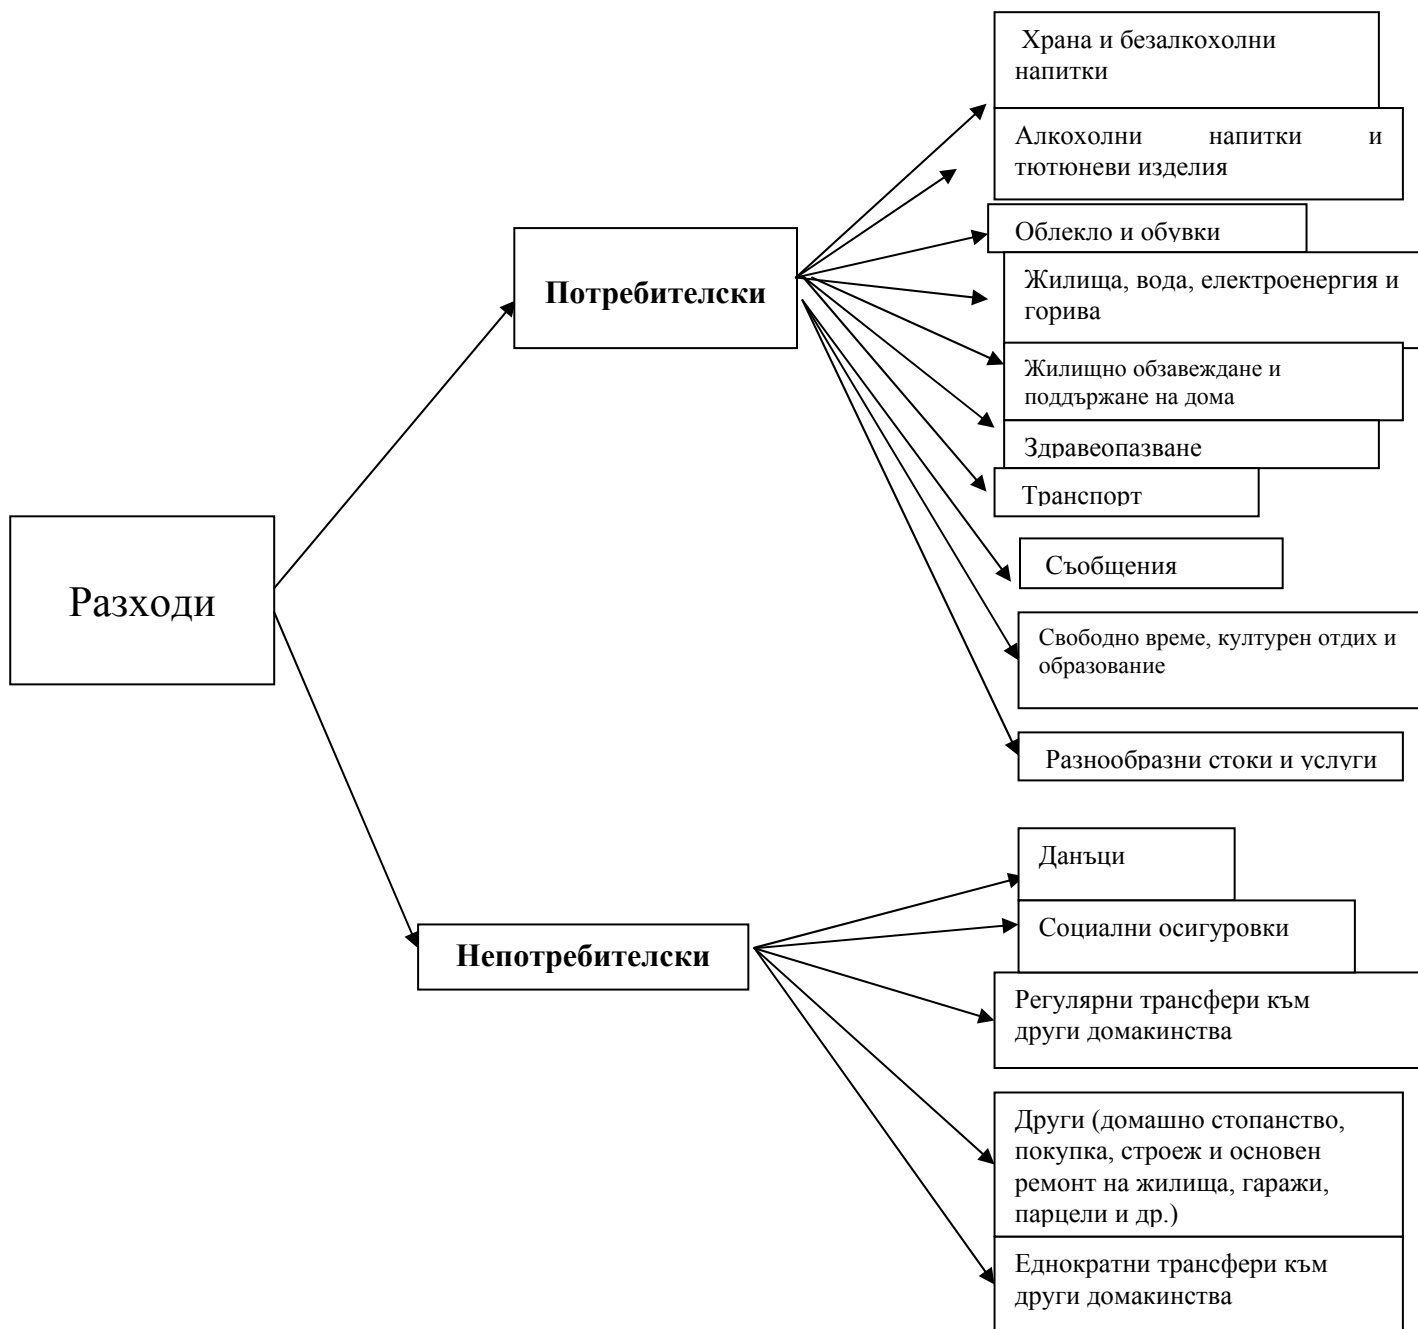 Храна и безалкохолни
напитки
Алкохолни напитки и
тютюневи изделия
Облекло и обувки
Потребителски
Жилища, вода, електроенергия и
горива
Жилищно обзавеждане и
поддържане на дома
Здравеопазване
Транспорт
Съобщения
Разходи
Свободно време, културен отдих и
образование
Разнообразни стоки и услуги
Данъци
Социални осигуровки
Непотребителски
Регулярни трансфери към
други домакинства
Други (домашно стопанство,
покупка, строеж и основен
ремонт на жилища, гаражи,
парцели и др.)
Еднократни трансфери към
други домакинства